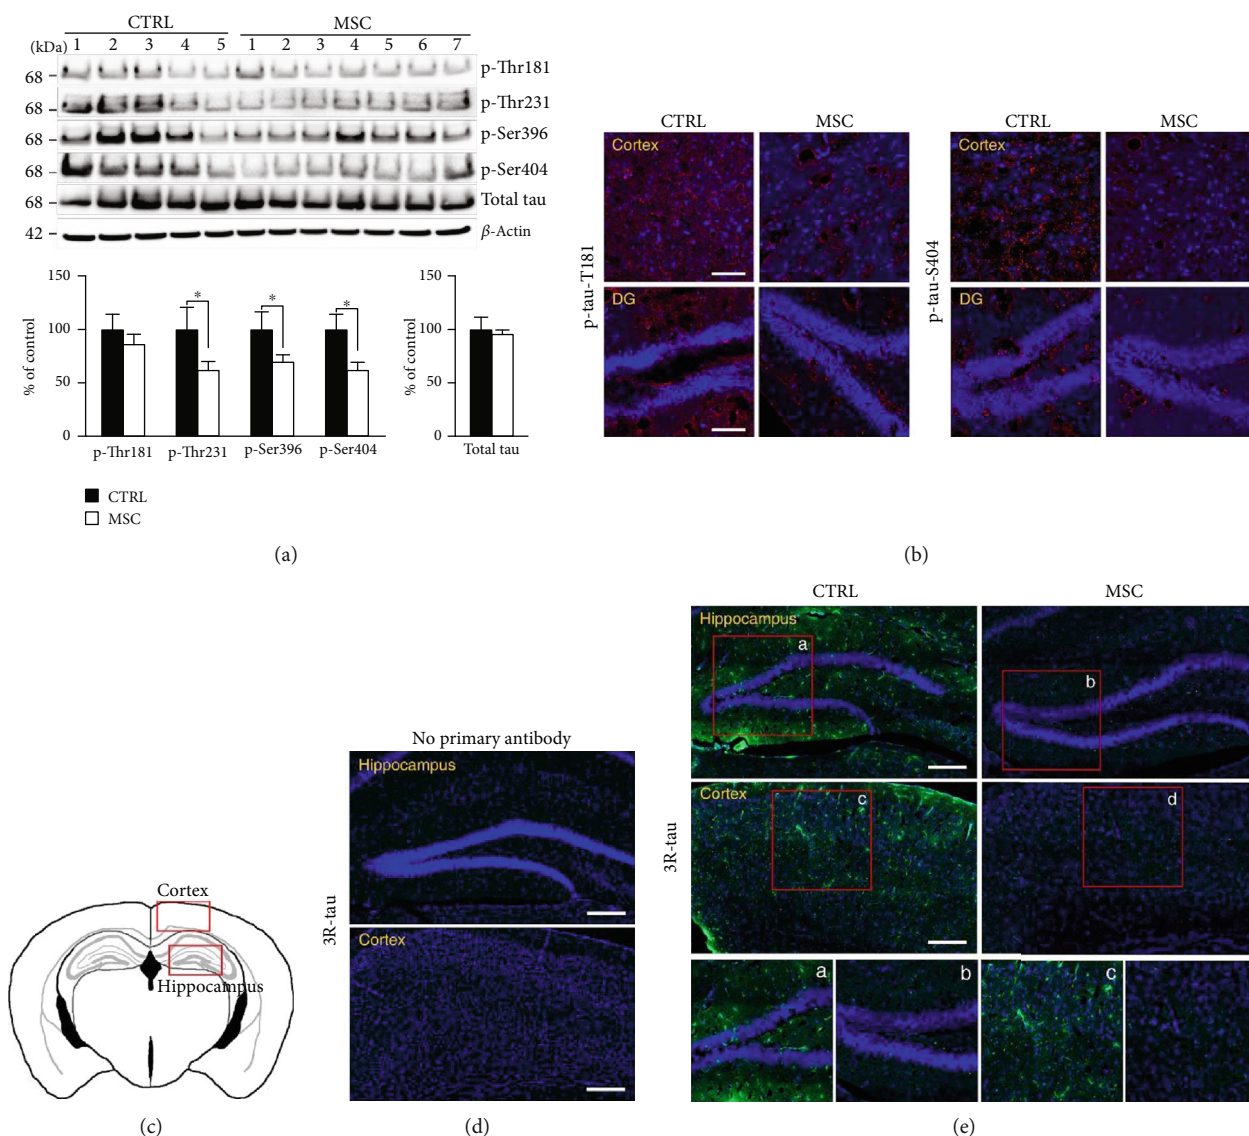 CTRL MSC
(kDa) 1 2 3 4 5 1 2 3 4 5 6 7
68 p-Thr181
68 p-Thr231
68 p-Ser396
68 p-Ser404
68 Total tau
42 β-Actin
150 150
100 100
50 50
0 0
% of control % of control
* * *
p-Thr181 p-Thr231 p-Ser396 p-Ser404 Total tau
CTRL
MSC
(a)
CTRL MSC CTRL MSC
Cortex Cortex
DG DG
p-tau-T181 p-tau-S404
(b)
Cortex
Hippocampus
(c)
No primary antibody
Hippocampus
Cortex
3R-tau
(d)
CTRL MSC
Hippocampus
a b
Cortex
c d
3R-tau
a b c
(e)